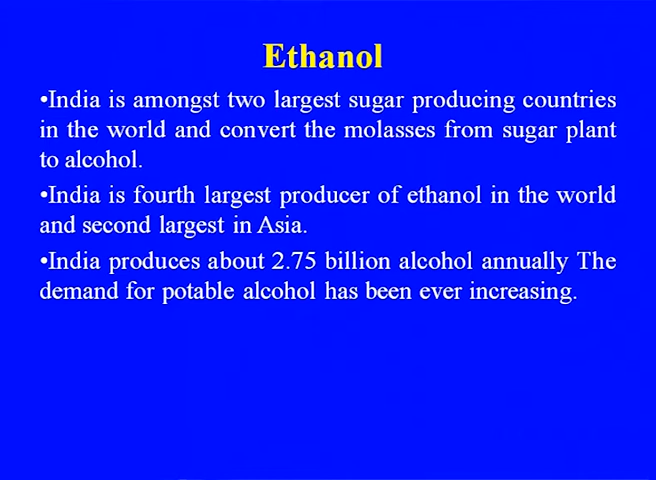 Ethanol
•India is amongst two largest sugar producing countries
in the world and convert the molasses from sugar plant
to alcohol.
•India is fourth largest producer of ethanol in the world
and second largest in Asia.
•India produces about 2.75 billion alcohol annually The
demand for potable alcohol has been ever increasing.